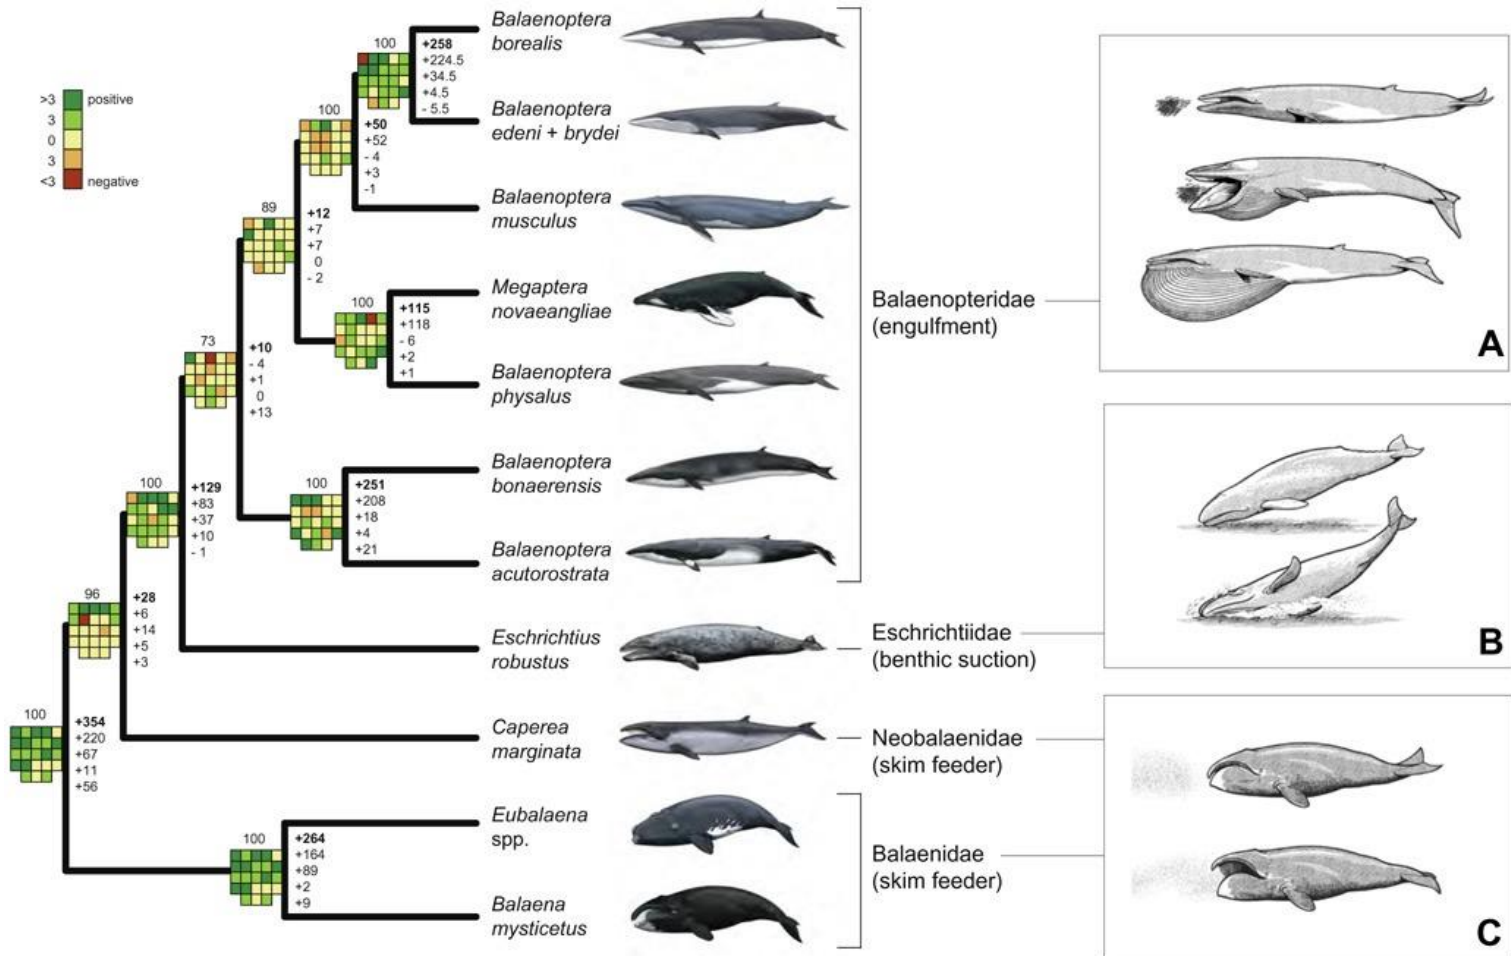 Balaenoptera
borealis
100
+258
+224.5
+34.5
+4.5
- 5.5
>3 positive
3
0
3
<3 negative
Balaenoptera
edeni + brydei
100
+50
+52
- 4
+3
-1
Balaenoptera
musculus
89
+12
+7
+7
0
- 2
Megaptera
novaeangliae
100
+115
+118
- 6
+2
+1
Balaenoptera
physalus
Balaenopteridae
(engulfment)
A
73
+10
- 4
+1
0
+13
Balaenoptera
bonaerensis
100
+251
+208
+18
+4
+21
Balaenoptera
acutorostrata
100
+129
+83
+37
+10
- 1
Eschrichtius
robustus
Eschrichtiidae
(benthic suction)
B
96
+28
+6
+14
+5
+3
Caperea
marginata
Neobalaenidae
(skim feeder)
100
+354
+220
+67
+11
+56
Eubalaena
spp.
100
+264
+164
+89
+2
+9
Balaenidae
(skim feeder)
Balaena
mysticetus
C